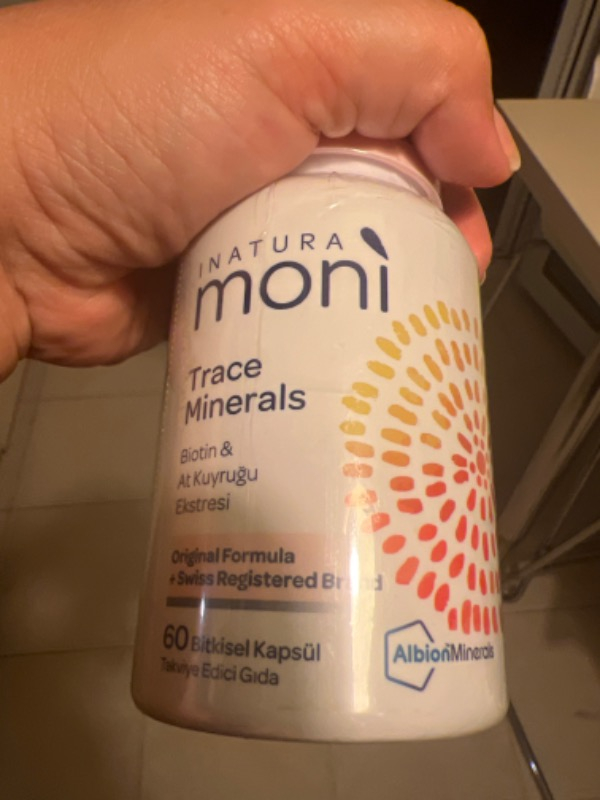 INATURA
monì
Trace
Minerals
Biotin &
At Kuyruğu
Ekstresi
Original Formula
+ Swiss Registered Brand
60 Bitkisel Kapsül
Takviye Edici Gıda
AlbionMinerals